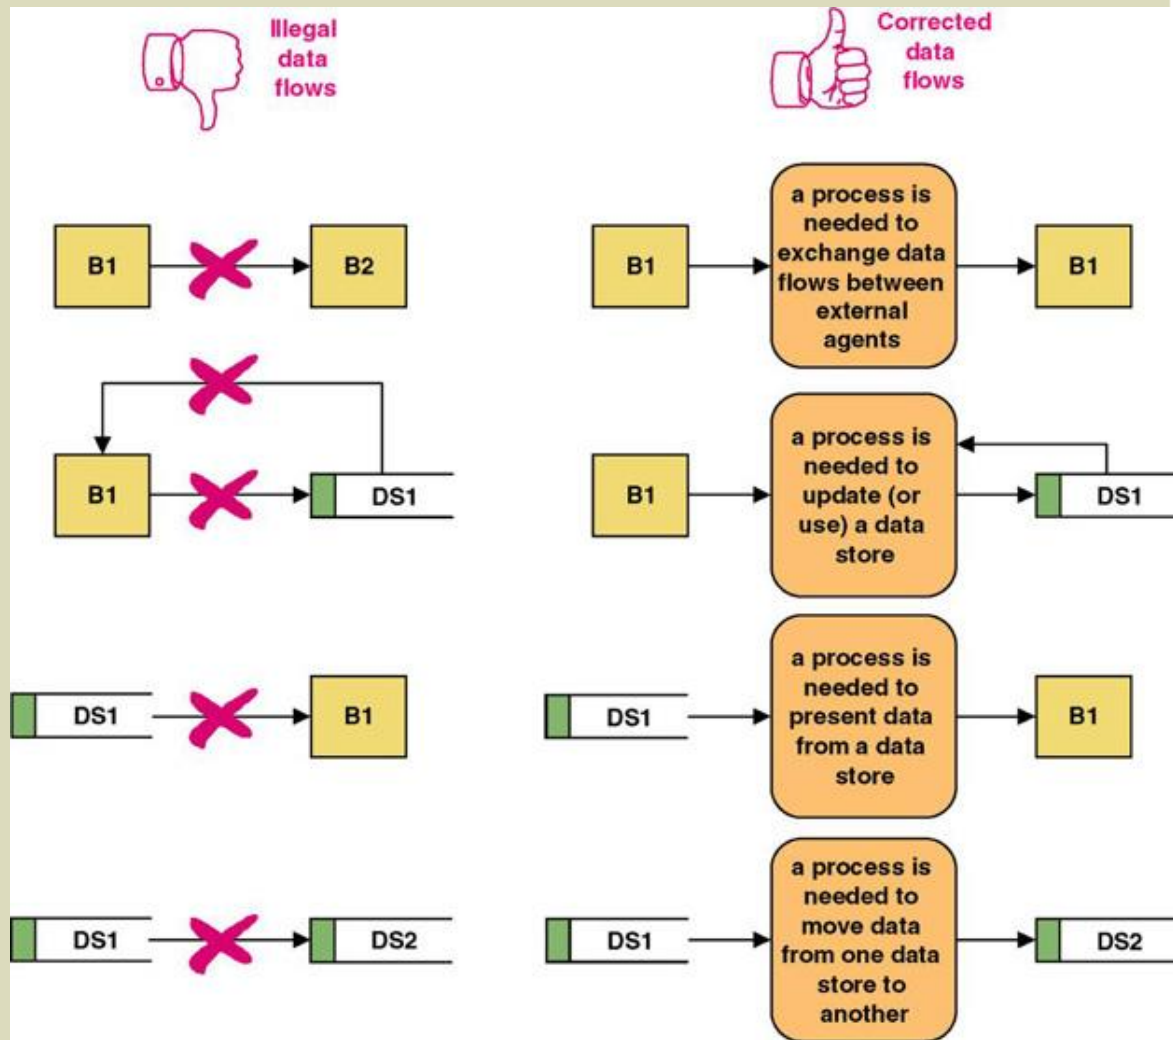 Illegal
data
flows
Corrected
data
flows
B1
B2
B1
a process is
needed to
exchange data
flows between
external
agents
B1
B1
DS1
B1
a process is
needed to
update (or
use) a data
store
DS1
DS1
B1
DS1
a process is
needed to
present data
from a data
store
B1
DS1
DS2
DS1
a process is
needed to
move data
from one data
store to
another
DS2